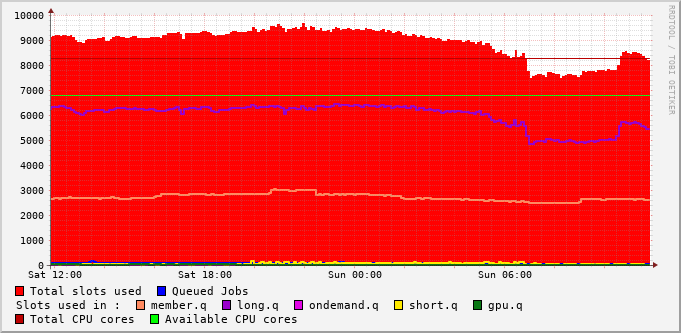 10000
9000
8000
7000
6000
5000
4000
3000
2000
1000
0
Sat 12:00 Sat 18:00 Sun 00:00 Sun 06:00
RRDTOOL / TOBI OETIKER
Total slots used Queued Jobs
Slots used in : member.q long.q ondemand.q short.q gpu.q
Total CPU cores Available CPU cores